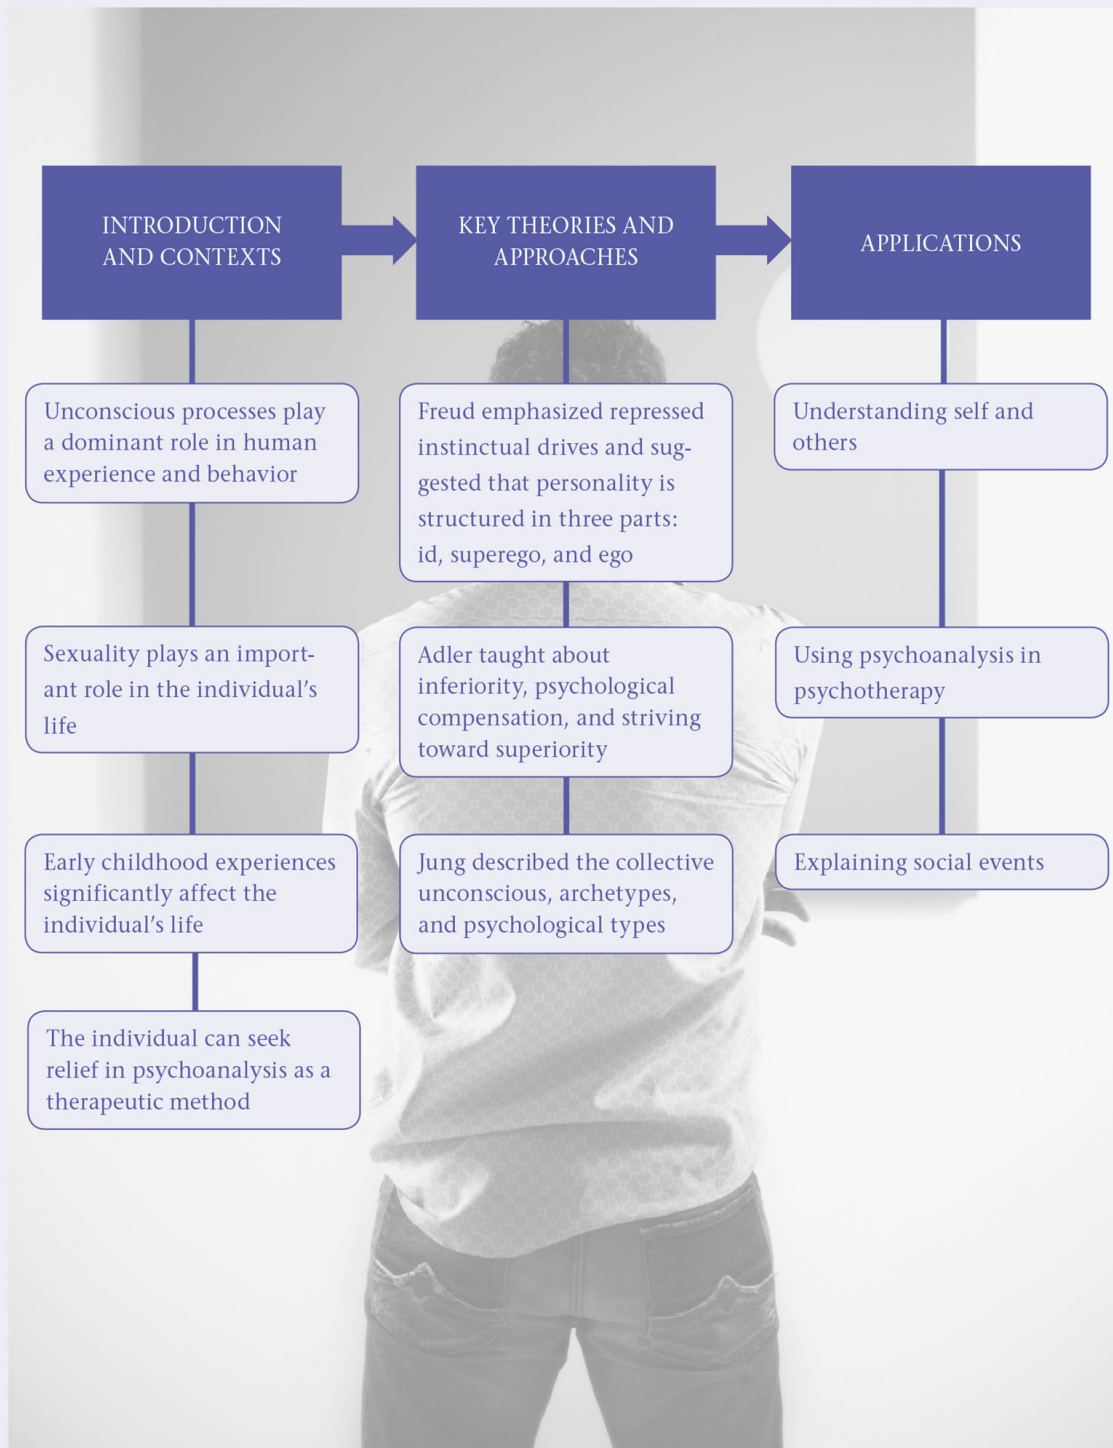 INTRODUCTION
AND CONTEXTS
Unconscious processes play
a dominant role in human
experience and behavior
Sexuality plays an import-
ant role in the individual’s
life
Early childhood experiences
significantly affect the
individual’s life
The individual can seek
relief in psychoanalysis as a
therapeutic method
KEY THEORIES AND
APPROACHES
Freud emphasized repressed
instinctual drives and sug-
gested that personality is
structured in three parts:
id, superego, and ego
Adler taught about
inferiority, psychological
compensation, and striving
toward superiority
Jung described the collective
unconscious, archetypes,
and psychological types
APPLICATIONS
Understanding self and
others
Using psychoanalysis in
psychotherapy
Explaining social events